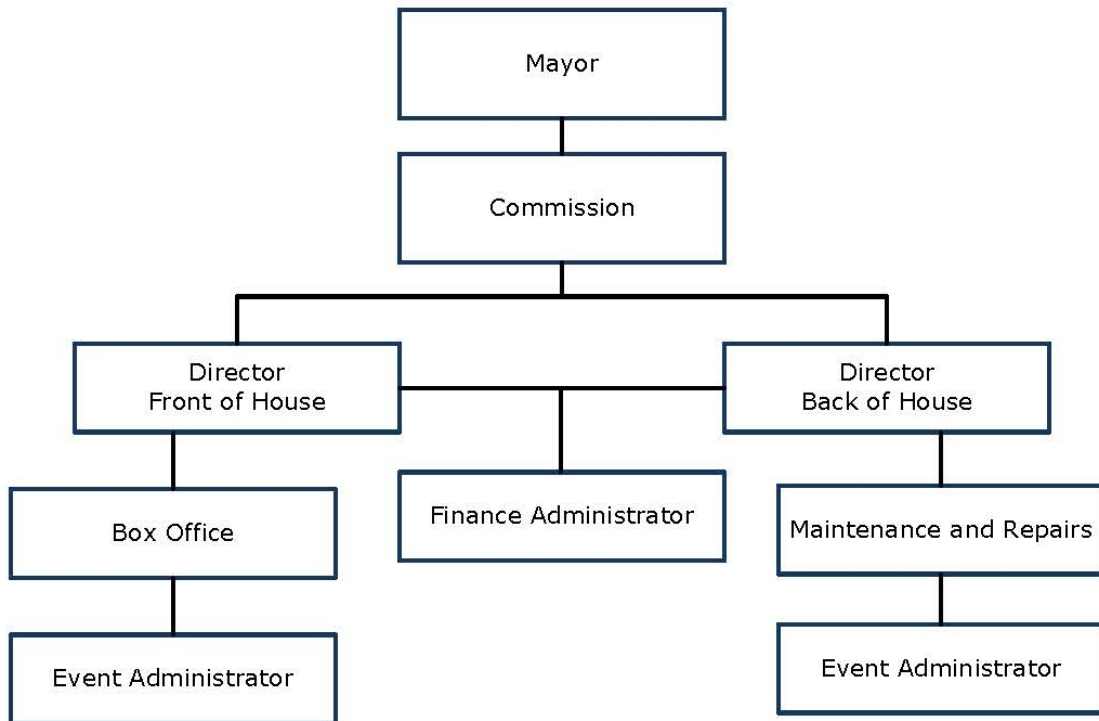 Mayor
Commission
Director
Front of House
Director
Back of House
Box Office
Finance Administrator
Maintenance and Repairs
Event Administrator
Event Administrator